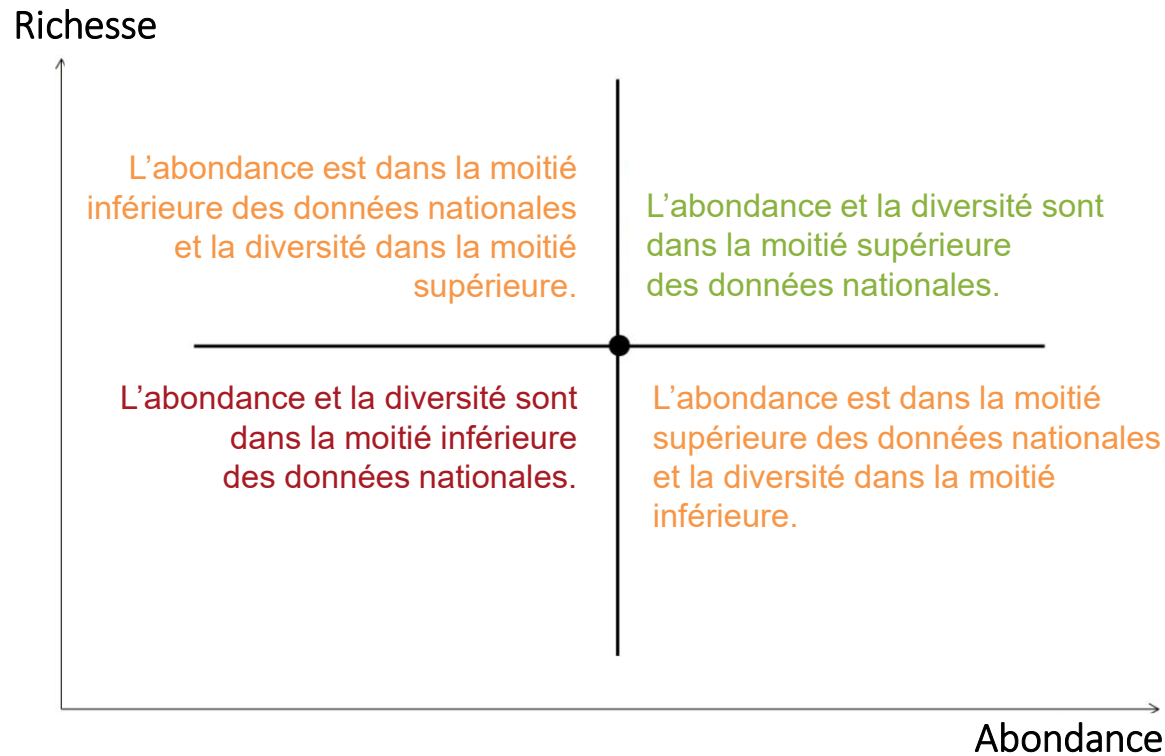 Richesse
L’abondance est dans la moitié
inférieure des données nationales
et la diversité dans la moitié
supérieure.
L’abondance et la diversité sont
dans la moitié supérieure
des données nationales.
L’abondance et la diversité sont
dans la moitié inférieure
des données nationales.
L’abondance est dans la moitié
supérieure des données nationales
et la diversité dans la moitié
inférieure.
Abondance